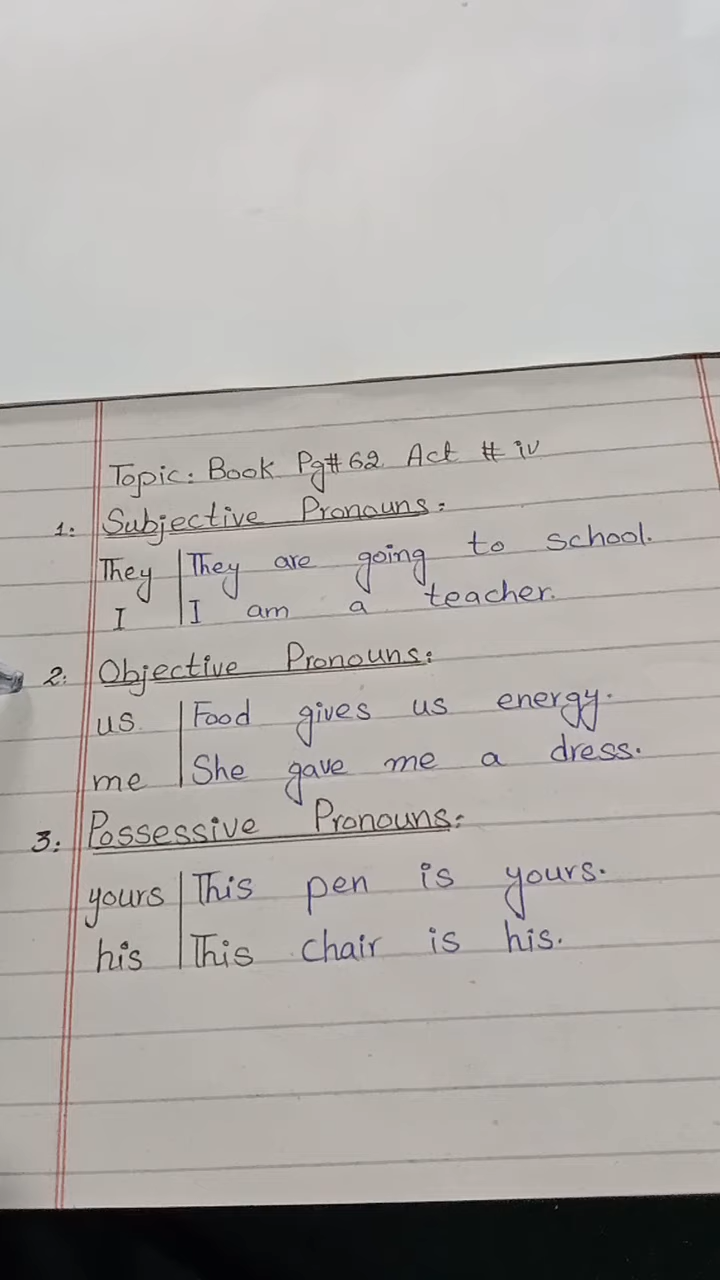 Topic: Book Pg# 62 Act # iv
1: Subjective Pronouns:
They | They are going to school.
I | I am a teacher.
2: Objective Pronouns:
us | Food gives us energy.
me | She gave me a dress.
3: Possessive Pronouns:
yours | This pen is yours.
his | This chair is his.